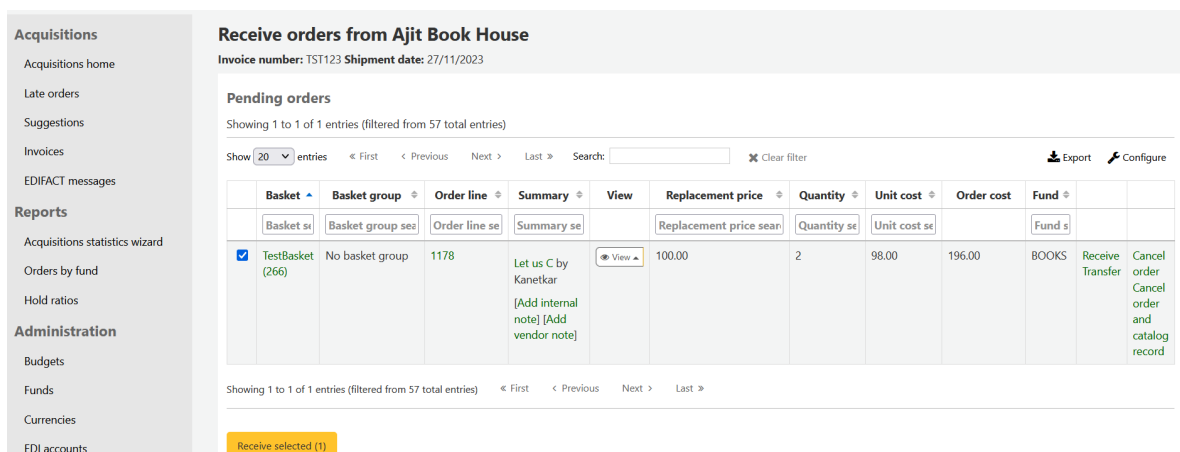 Acquisitions
Acquisitions home
Late orders
Suggestions
Invoices
EDIFACT messages
Reports
Acquisitions statistics wizard
Orders by fund
Hold ratios
Administration
Budgets
Funds
Currencies
EDI accounts
Receive orders from Ajit Book House
Invoice number: TST123 Shipment date: 27/11/2023
Pending orders
Showing 1 to 1 of 1 entries (filtered from 57 total entries)
Show 20 entries « First < Previous Next > Last » Search: Clear filter Export Configure
Basket Basket group Order line Summary View Replacement price Quantity Unit cost Order cost Fund
Basket se Basket group sea Order line se Summary se Replacement price sear Quantity se Unit cost se Fund s
TestBasket No basket group 1178 Let us C by View 100.00 2 98.00 196.00 BOOKS Receive Cancel
(266) Kanetkar Transfer order
[Add internal Cancel
note] [Add order
vendor note] and
catalog
record
Showing 1 to 1 of 1 entries (filtered from 57 total entries) « First < Previous Next > Last »
Receive selected (1)